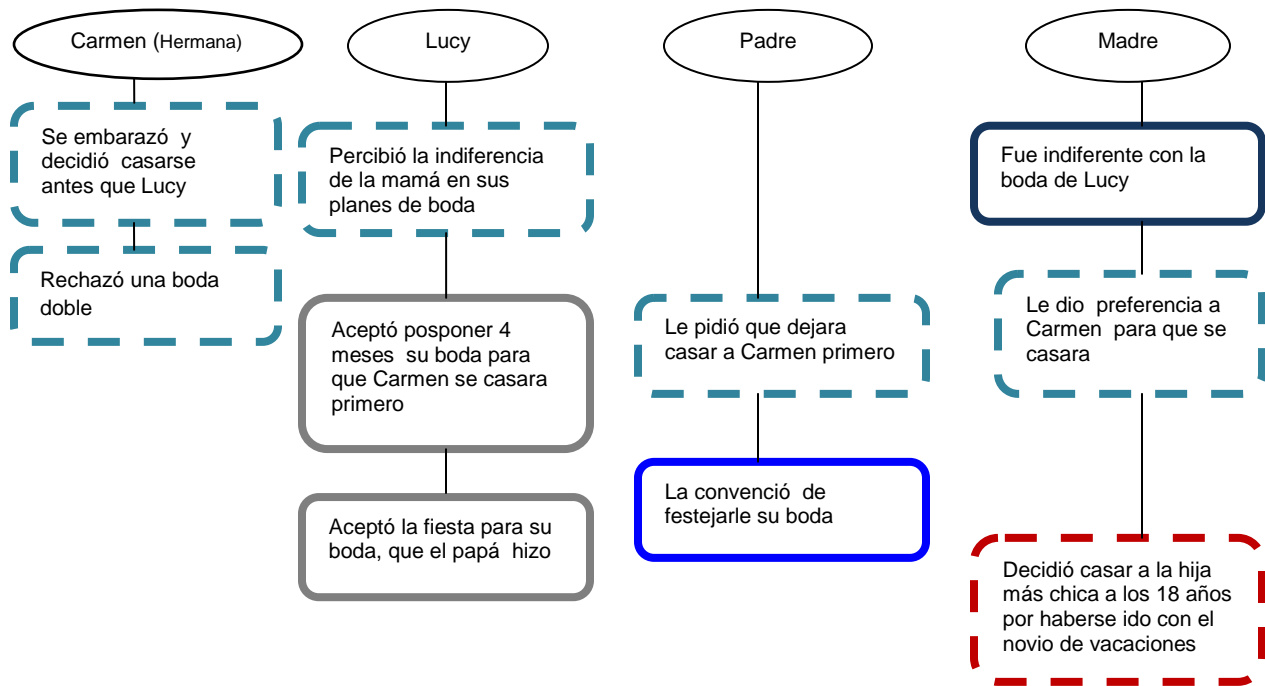 Carmen (Hermana)
Se embarazó y
decidió casarse
antes que Lucy
Rechazó una boda
doble
Lucy
Percibió la indiferencia
de la mamá en sus
planes de boda
Aceptó posponer 4
meses su boda para
que Carmen se casara
primero
Aceptó la fiesta para su
boda, que el papá hizo
Padre
Le pidió que dejara
casar a Carmen primero
La convenció de
festejarle su boda
Madre
Fue indiferente con la
boda de Lucy
Le dio preferencia a
Carmen para que se
casara
Decidió casar a la hija
más chica a los 18 años
por haberse ido con el
novio de vacaciones